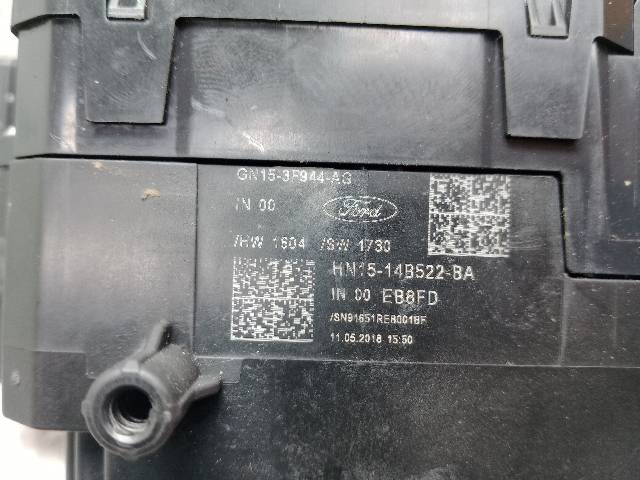 GN15-3F944-AG
/N 00 Ford
/HW 1604 /SW 1730
HN15-14B522-BA
IN 00 EB8FD
/SN91651RE8001BF
11.05.2018 15:50